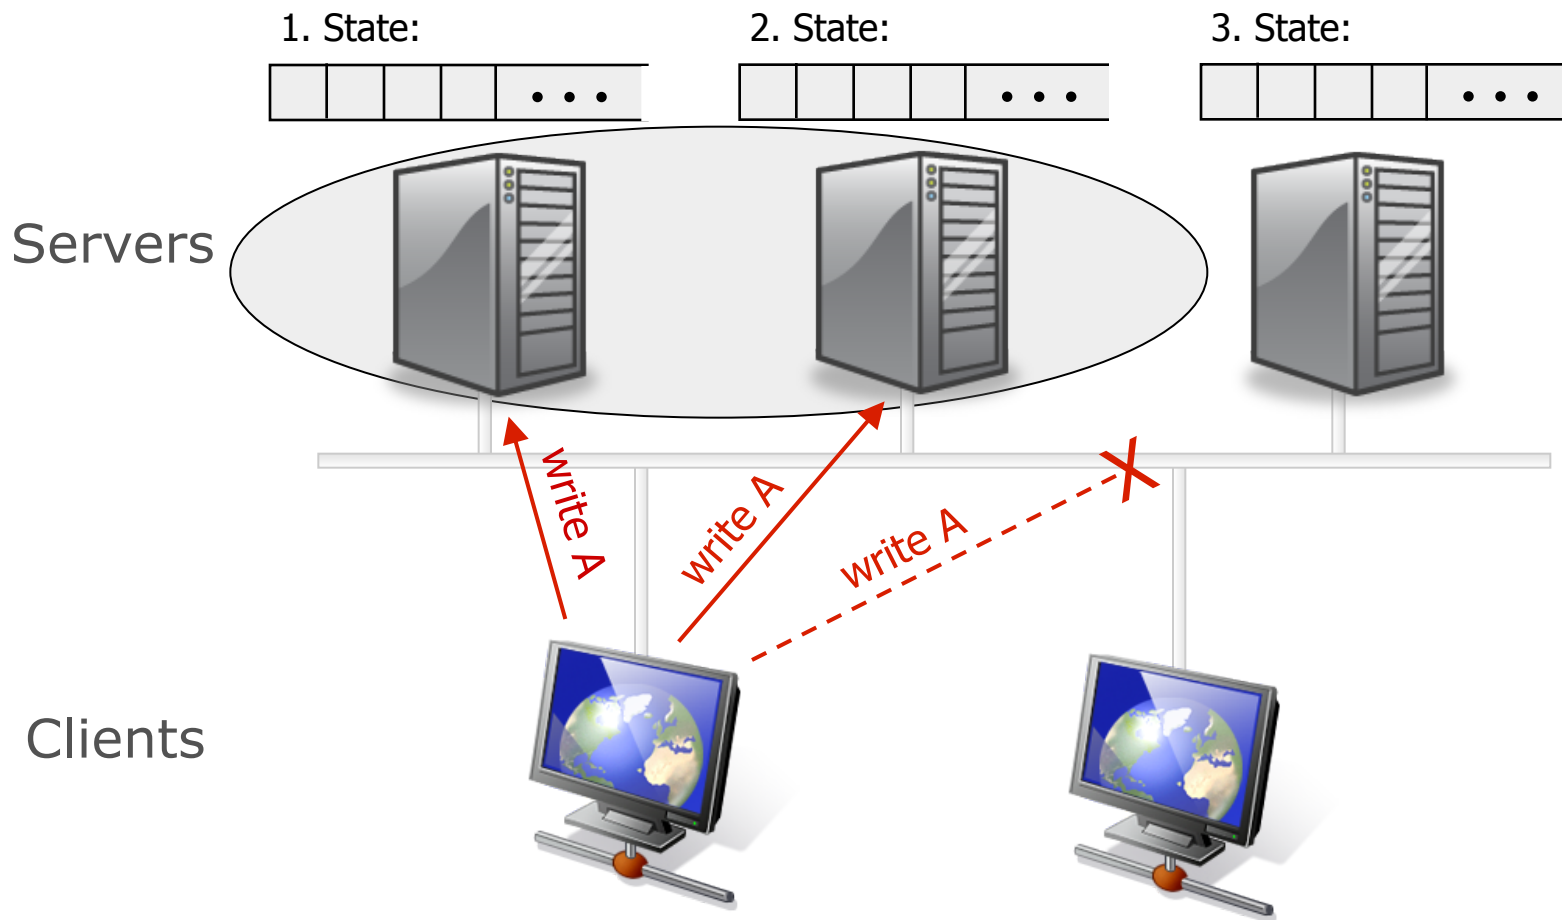 1. State:
2. State:
3. State:
• • •
• • •
• • •
Servers
write A
write A
write A
X
Clients